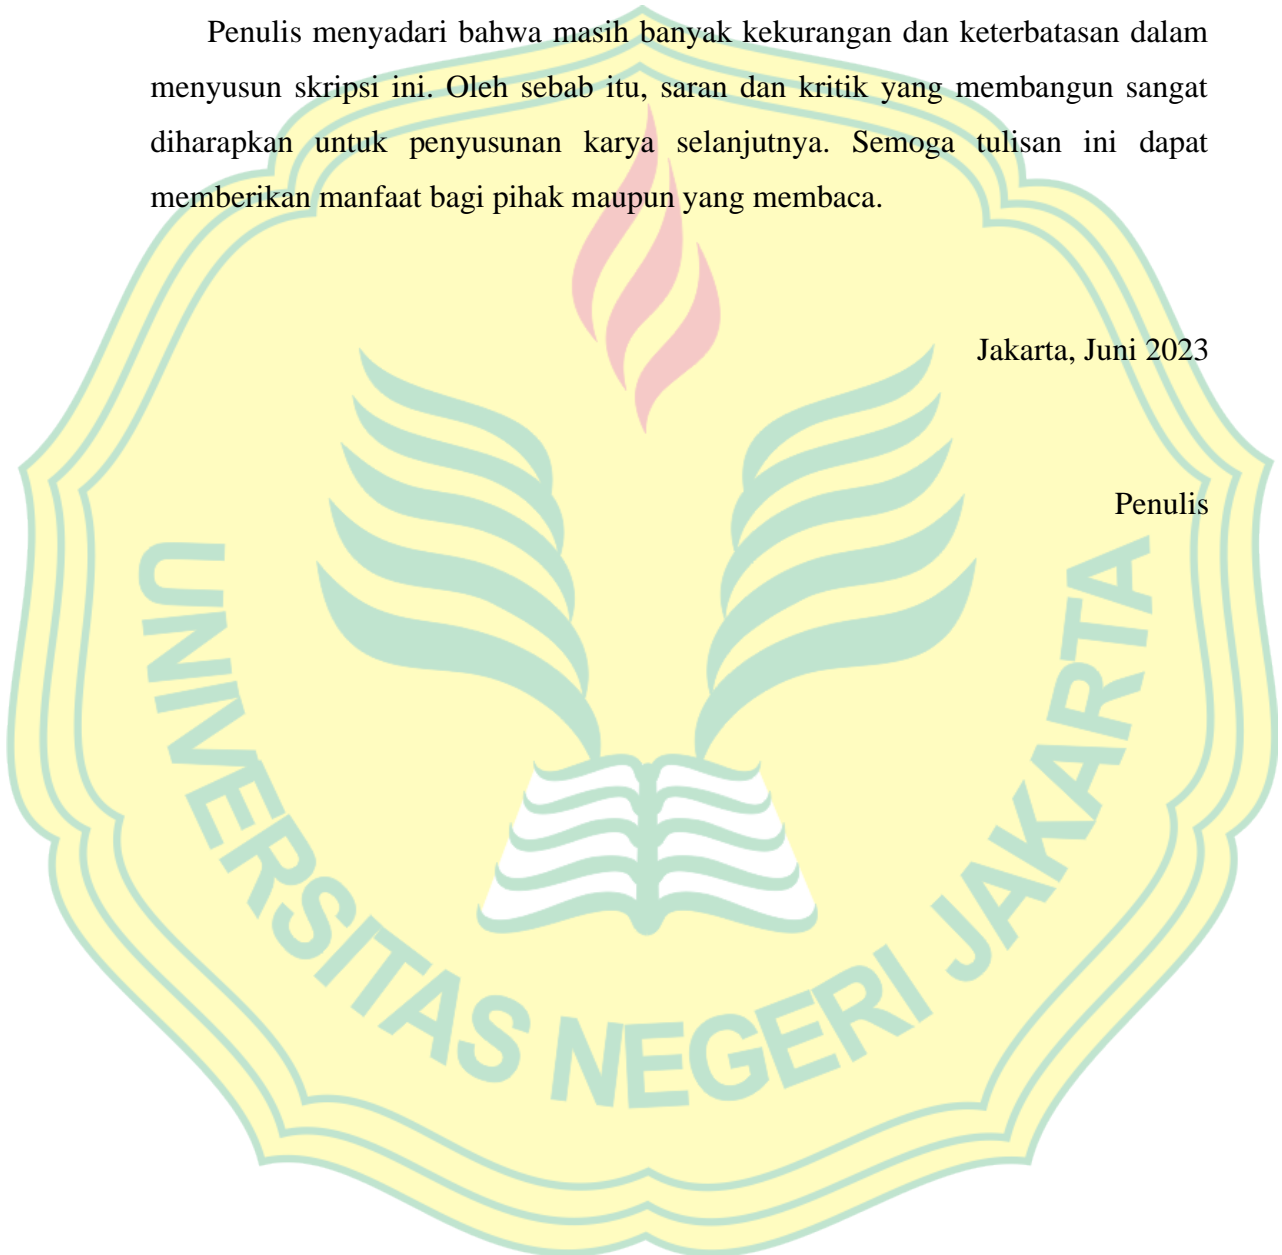 Penulis menyadari bahwa masih banyak kekurangan dan keterbatasan dalam
menyusun skripsi ini. Oleh sebab itu, saran dan kritik yang membangun sangat
diharapkan untuk penyusunan karya selanjutnya. Semoga tulisan ini dapat
memberikan manfaat bagi pihak maupun yang membaca.
Jakarta, Juni 2023
Penulis
UNIVERSITAS NEGERI JAKARTA